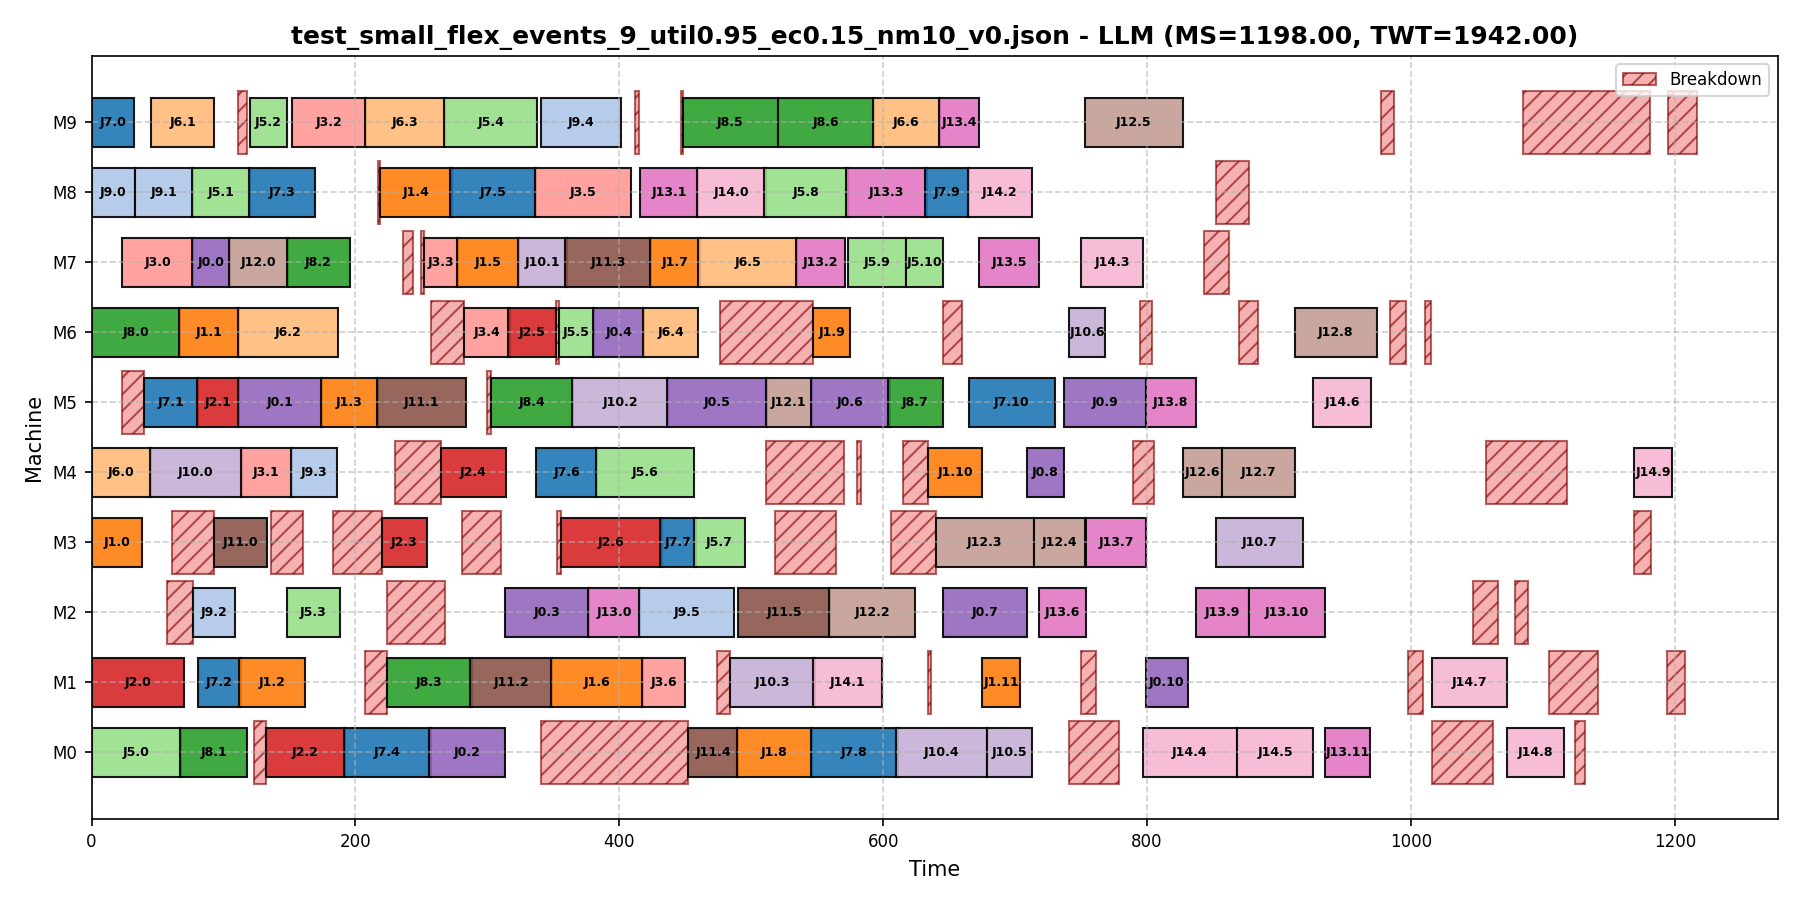 test_small_flex_events_9_util0.95_ec0.15_nm10_v0.json - LLM (MS=1198.00, TWT=1942.00)
Breakdown
M9 J7.0 J6.1 J5.2 J3.2 J6.3 J5.4 J9.4 J8.5 J8.6 J6.6 J13.4 J12.5
M8 J9.0 J9.1 J5.1 J7.3 J1.4 J7.5 J3.5 J13.1 J14.0 J5.8 J13.3 J7.9 J14.2
M7 J3.0 J0.0 J12.0 J8.2 J3.3 J1.5 J10.1 J11.3 J1.7 J6.5 J13.2 J5.9 J5.10 J13.5 J14.3
M6 J8.0 J1.1 J6.2 J3.4 J2.5 J5.5 J0.4 J6.4 J1.9 J10.6 J12.8
M5 J7.1 J2.1 J0.1 J1.3 J11.1 J8.4 J10.2 J0.5 J12.1 J0.6 J8.7 J7.10 J0.9 J13.8 J14.6
M4 J6.0 J10.0 J3.1 J9.3 J2.4 J7.6 J5.6 J1.10 J0.8 J12.6 J12.7 J14.9
M3 J1.0 J11.0 J2.3 J2.6 J7.7 J5.7 J12.3 J12.4 J13.7 J10.7
M2 J9.2 J5.3 J0.3 J13.0 J9.5 J11.5 J12.2 J0.7 J13.6 J13.9 J13.10
M1 J2.0 J7.2 J1.2 J8.3 J11.2 J1.6 J3.6 J10.3 J14.1 J1.11 J0.10 J14.7
M0 J5.0 J8.1 J2.2 J7.4 J0.2 J11.4 J1.8 J7.8 J10.4 J10.5 J14.4 J14.5 J13.11 J14.8
Machine
0 200 400 600 800 1000 1200
Time